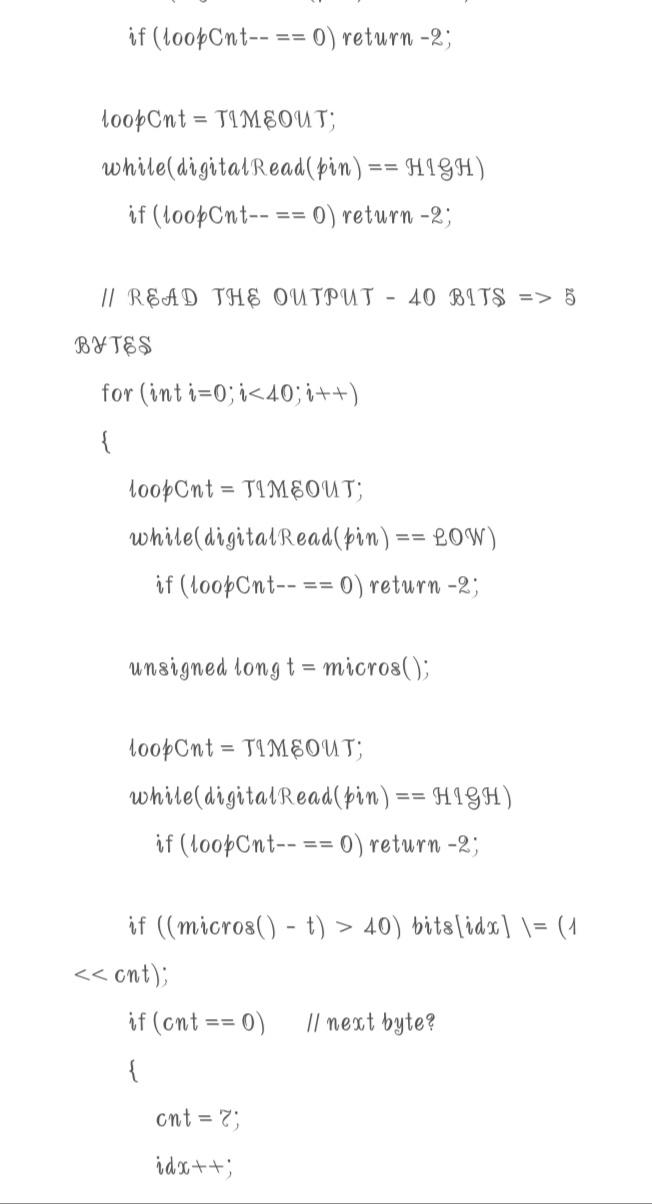 if (loopCnt-- == 0) return -2;
loopCnt = TIMEOUT;
while(digitalRead(pin) == HIGH)
if (loopCnt-- == 0) return -2;
// READ THE OUTPUT - 40 BITS => 5
BYTES
for (int i=0; i<40; i++)
{
loopCnt = TIMEOUT;
while(digitalRead(pin) == LOW)
if (loopCnt-- == 0) return -2;
unsigned long t = micros();
loopCnt = TIMEOUT;
while(digitalRead(pin) == HIGH)
if (loopCnt-- == 0) return -2;
if ((micros() - t) > 40) bits[idx] \= (1
<< cnt);
if (cnt == 0) // next byte?
{
cnt = 7;
idx++;